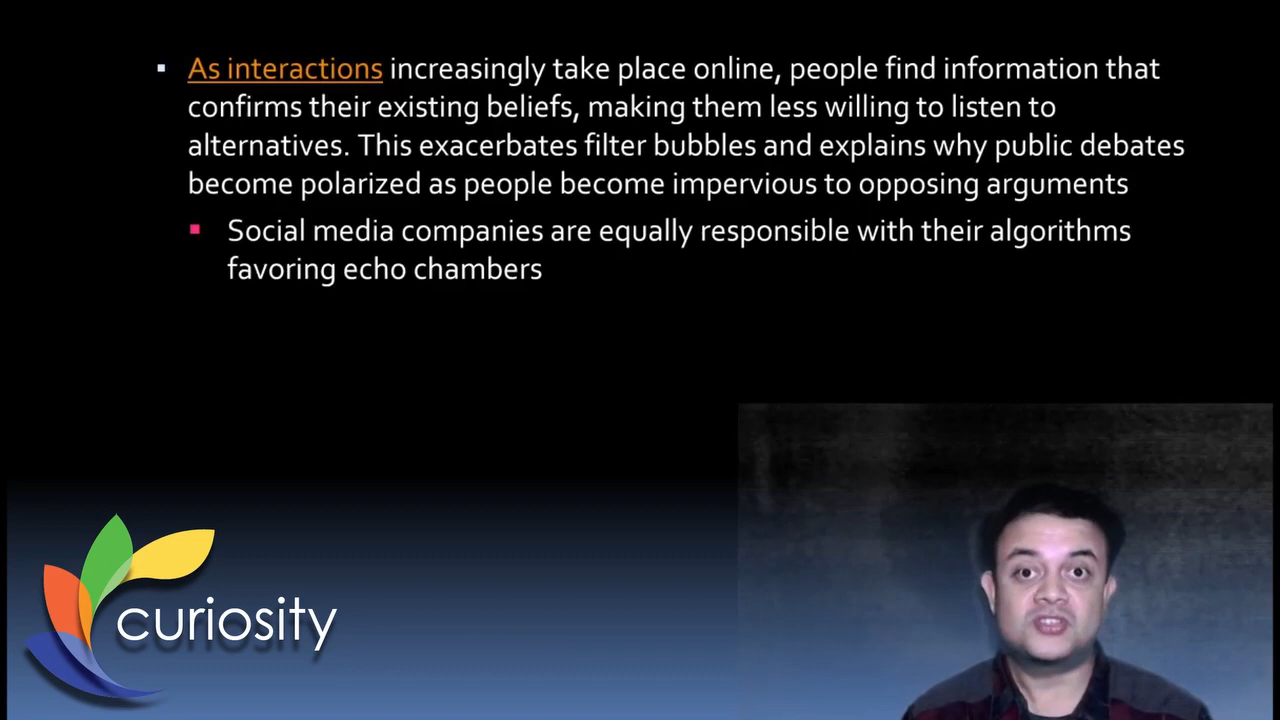 As interactions increasingly take place online, people find information that
confirms their existing beliefs, making them less willing to listen to
alternatives. This exacerbates filter bubbles and explains why public debates
become polarized as people become impervious to opposing arguments
Social media companies are equally responsible with their algorithms
favoring echo chambers
curiosity